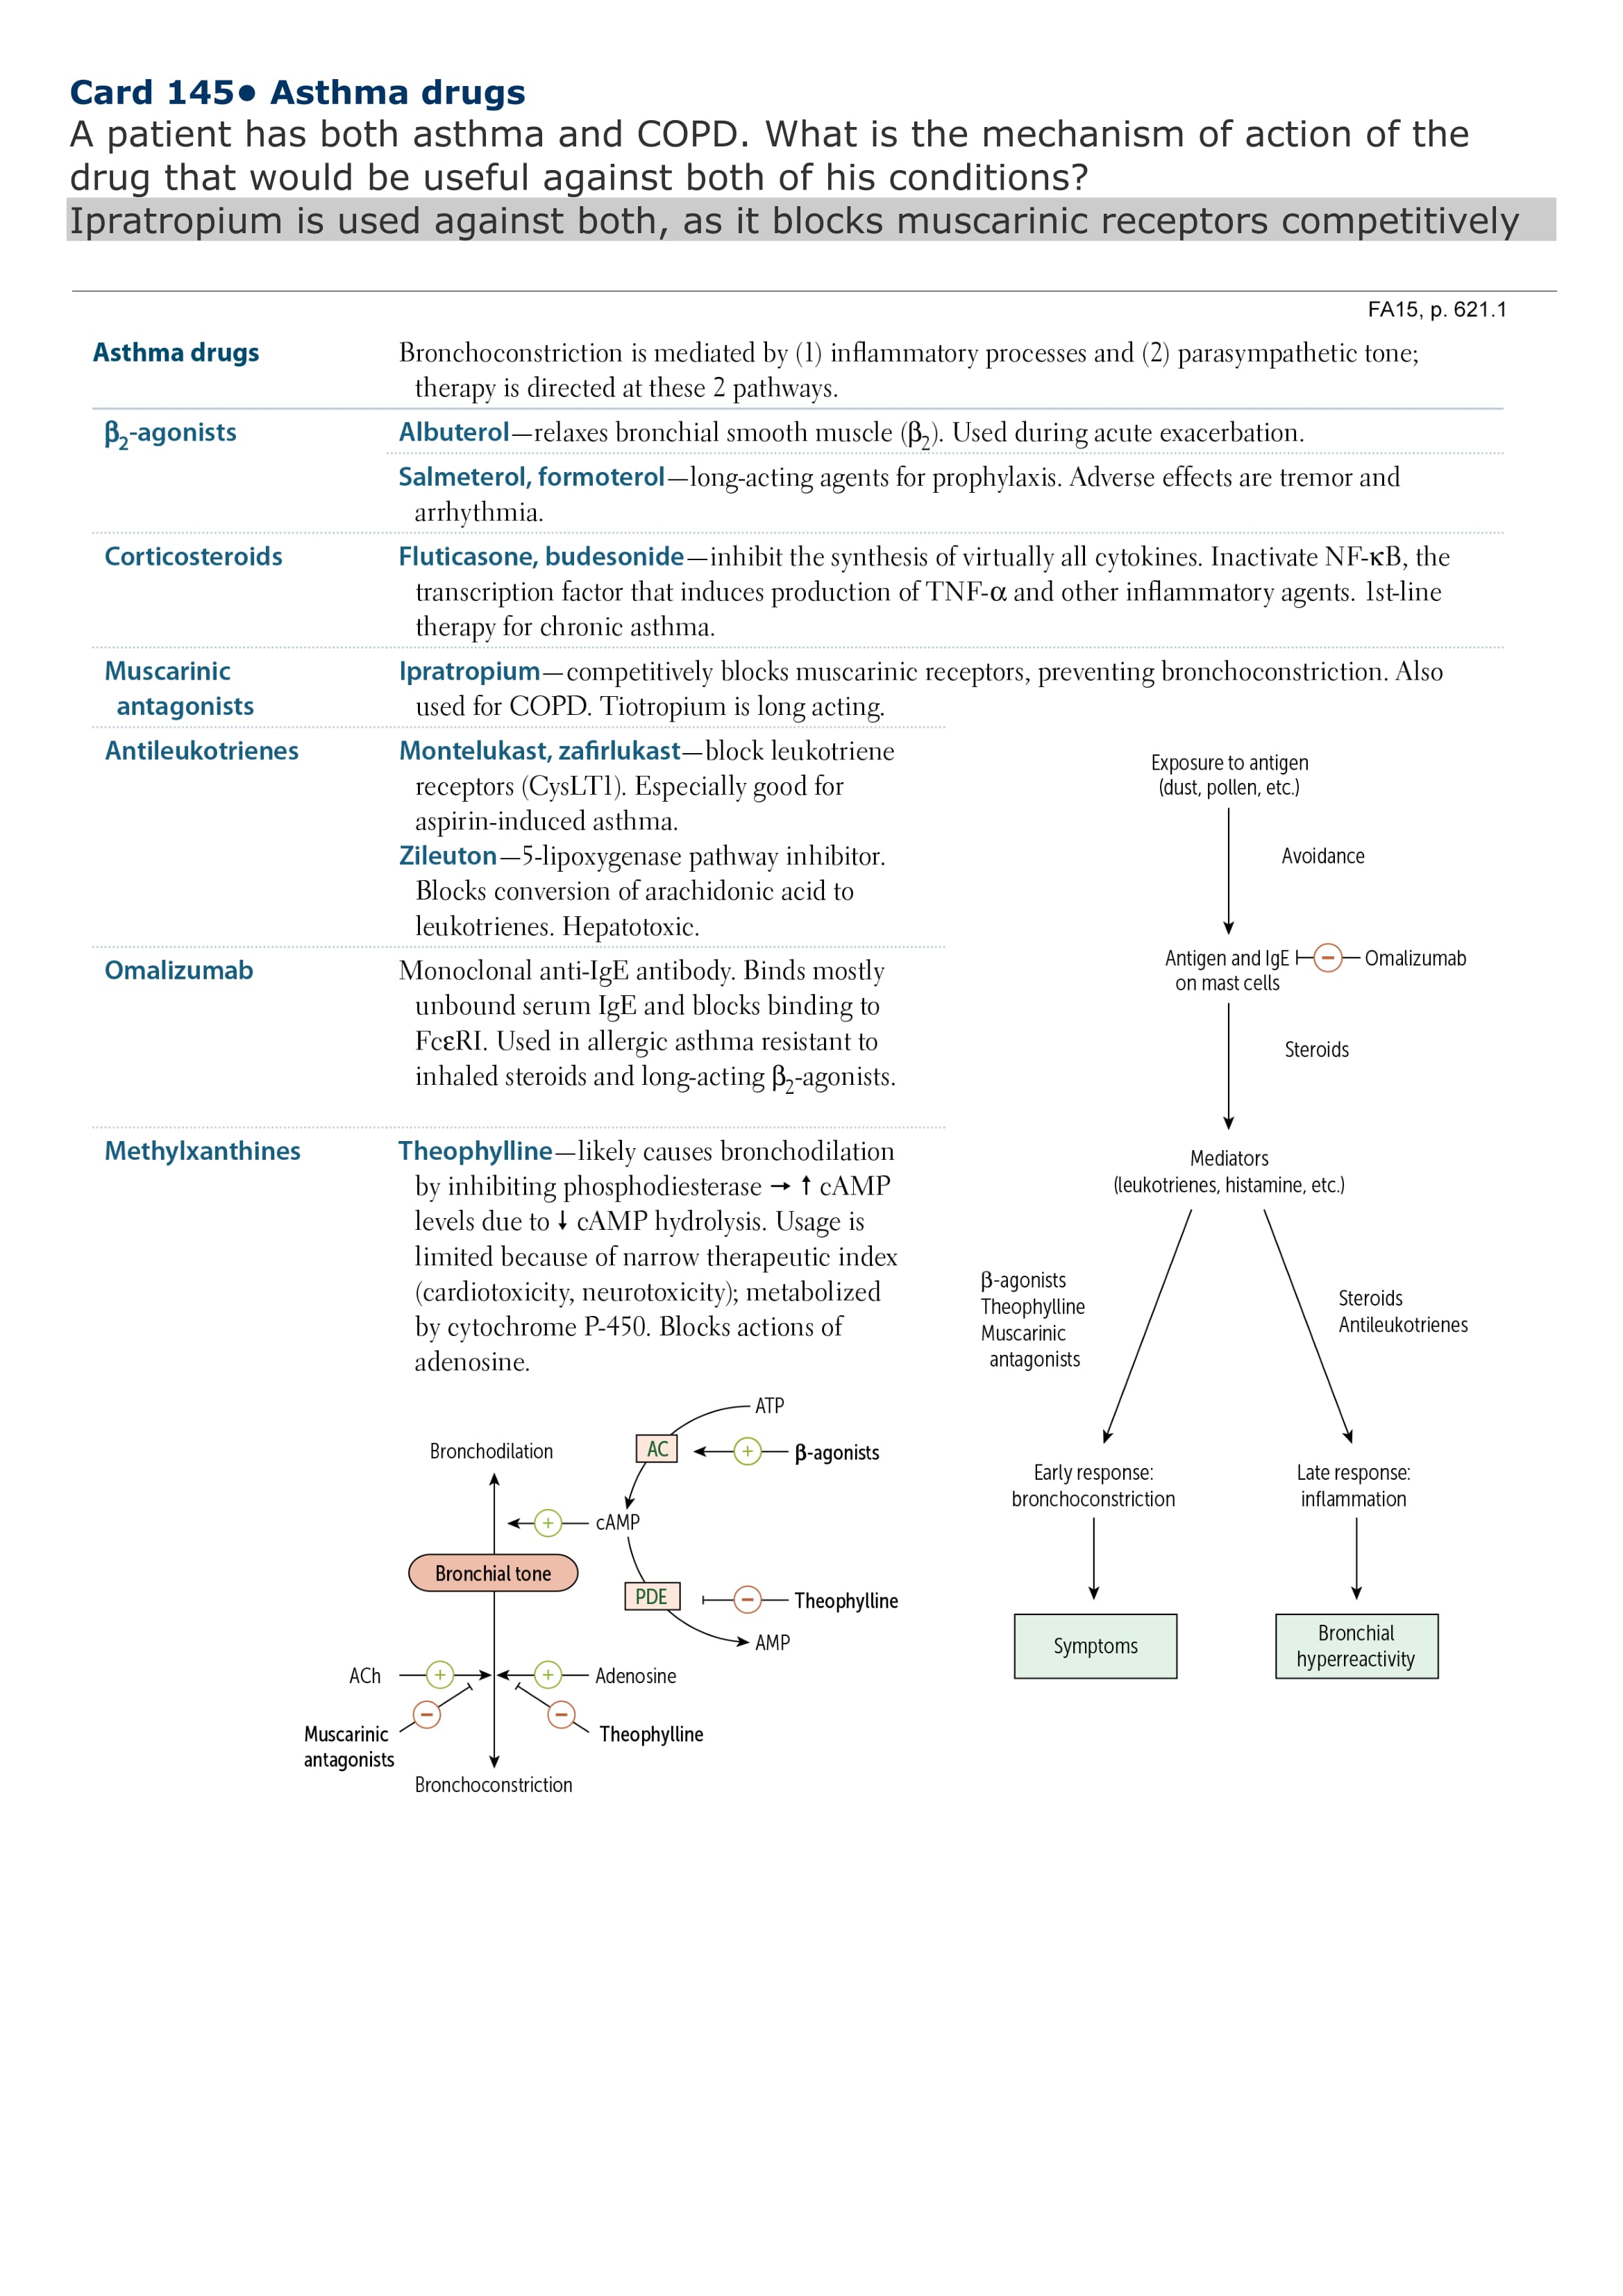 Card 145• Asthma drugs
A patient has both asthma and COPD. What is the mechanism of action of the
drug that would be useful against both of his conditions?
Ipratropium is used against both, as it blocks muscarinic receptors competitively
FA15, p. 621.1
Asthma drugs
Bronchoconstriction is mediated by (1) inflammatory processes and (2) parasympathetic tone;
therapy is directed at these 2 pathways.
β2-agonists
Albuterol—relaxes bronchial smooth muscle (β2). Used during acute exacerbation.
Salmeterol, formoterol—long-acting agents for prophylaxis. Adverse effects are tremor and
arrhythmia.
Corticosteroids
Fluticasone, budesonide—inhibit the synthesis of virtually all cytokines. Inactivate NF-κB, the
transcription factor that induces production of TNF-α and other inflammatory agents. 1st-line
therapy for chronic asthma.
Muscarinic
antagonists
Ipratropium—competitively blocks muscarinic receptors, preventing bronchoconstriction. Also
used for COPD. Tiotropium is long acting.
Antileukotrienes
Montelukast, zafirlukast—block leukotriene
receptors (CysLT1). Especially good for
aspirin-induced asthma.
Zileuton—5-lipoxygenase pathway inhibitor.
Blocks conversion of arachidonic acid to
leukotrienes. Hepatotoxic.
Omalizumab
Monoclonal anti-IgE antibody. Binds mostly
unbound serum IgE and blocks binding to
FcεRI. Used in allergic asthma resistant to
inhaled steroids and long-acting β2-agonists.
Methylxanthines
Theophylline—likely causes bronchodilation
by inhibiting phosphodiesterase → ↑ cAMP
levels due to ↓ cAMP hydrolysis. Usage is
limited because of narrow therapeutic index
(cardiotoxicity, neurotoxicity); metabolized
by cytochrome P-450. Blocks actions of
adenosine.
ATP
AC
+
β-agonists
Bronchodilation
+
cAMP
Bronchial tone
PDE
−
Theophylline
AMP
ACh
+
+
Adenosine
−
−
Muscarinic
antagonists
Theophylline
Bronchoconstriction
Exposure to antigen
(dust, pollen, etc.)
Avoidance
Antigen and IgE
on mast cells
−
Omalizumab
Steroids
Mediators
(leukotrienes, histamine, etc.)
β-agonists
Theophylline
Muscarinic
antagonists
Steroids
Antileukotrienes
Early response:
bronchoconstriction
Late response:
inflammation
Symptoms
Bronchial
hyperreactivity